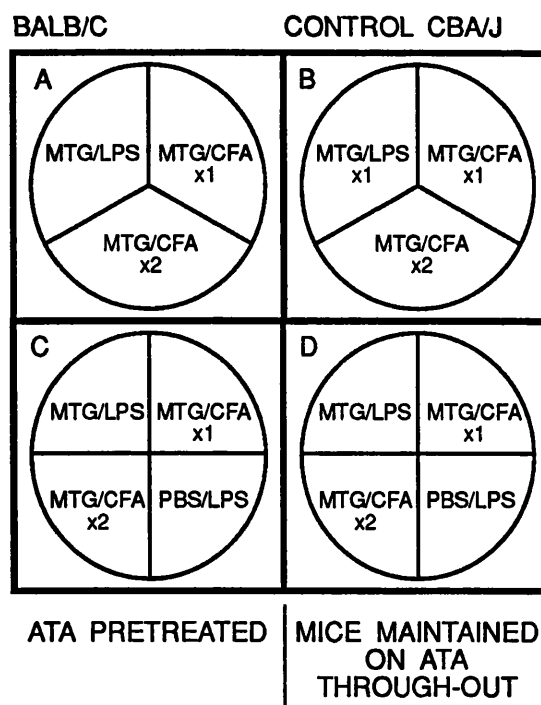 BALB/C
CONTROL CBA/J
A
MTG/LPS
MTG/CFA
x1
MTG/CFA
x2
B
MTG/LPS
x1
MTG/CFA
x1
MTG/CFA
x2
C
MTG/LPS
MTG/CFA
x1
MTG/CFA
x2
PBS/LPS
D
MTG/LPS
MTG/CFA
x1
MTG/CFA
x2
PBS/LPS
ATA PRETREATED
MICE MAINTAINED
ON ATA
THROUGH-OUT